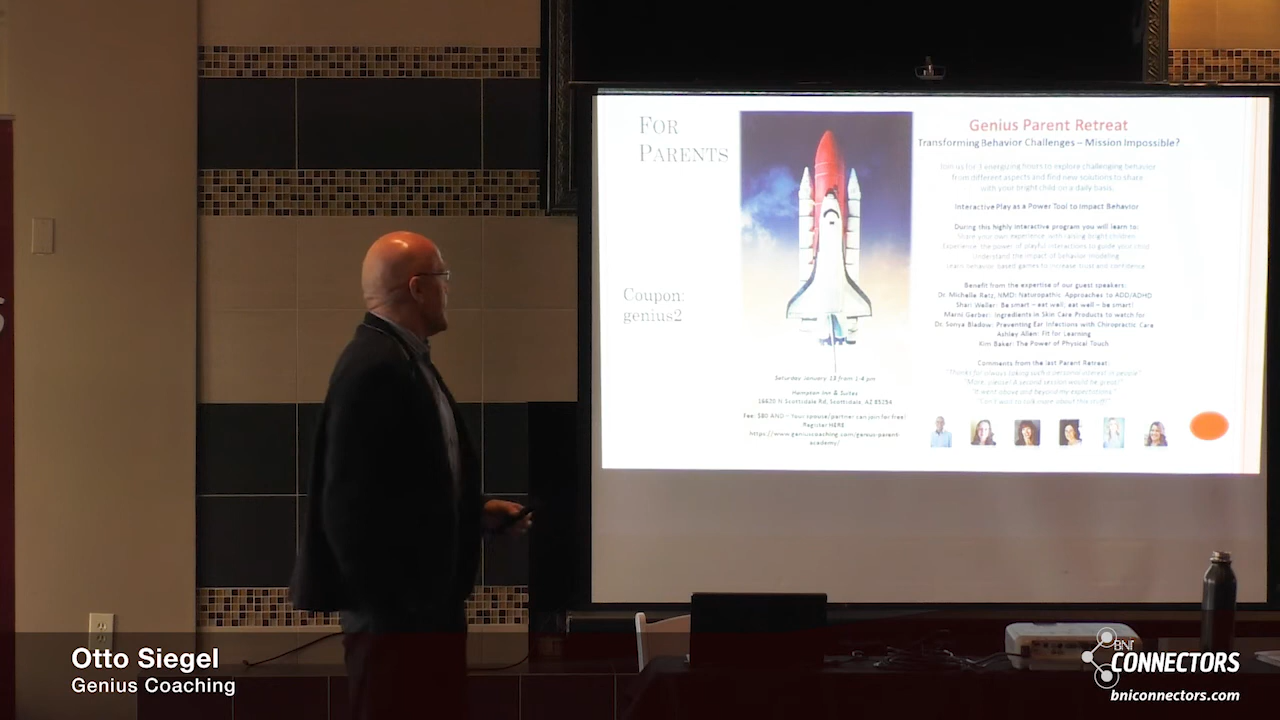 FOR
PARENTS
Coupon:
genius2
Saturday January 13 from 1-4 pm
Hampton Inn & Suites
16620 N Scottsdale Rd, Scottsdale, AZ 85254
Fee: $80 AND – Your spouse/partner can join for free!
Register HERE
https://www.geniuscoaching.com/genius-parent-
academy/
Genius Parent Retreat
Transforming Behavior Challenges – Mission Impossible?
Join us for 3 energizing hours to explore challenging behavior
from different aspects and find new solutions to share
with your bright child on a daily basis.
Interactive Play as a Power Tool to Impact Behavior
During this highly interactive program you will learn to:
Make your own experience with raising bright children
Experience the power of playful interactions to guide your child
Understand the impact of behavior modeling
Learn behavior based games to increase trust and confidence
Benefit from the expertise of our guest speakers:
Dr. Michelle Retz, NMD: Naturopathic Approaches to ADD/ADHD
Shari Weller: Be smart – eat well, eat well – be smart!
Marni Gerber: Ingredients in Skin Care Products to watch for
Dr. Sonya Bledow: Preventing Ear Infections with Chiropractic Care
Ashley Allen: Fit for Learning
Kim Baker: The Power of Physical Touch
Comments from the last Parent Retreat:
"Thanks for always taking such a personal interest in people"
"More, please! A second session would be great!"
"It went above and beyond my expectations."
"Can't wait to talk more about this stuff!"
Otto Siegel
Genius Coaching
BNI
CONNECTORS
bniconnectors.com